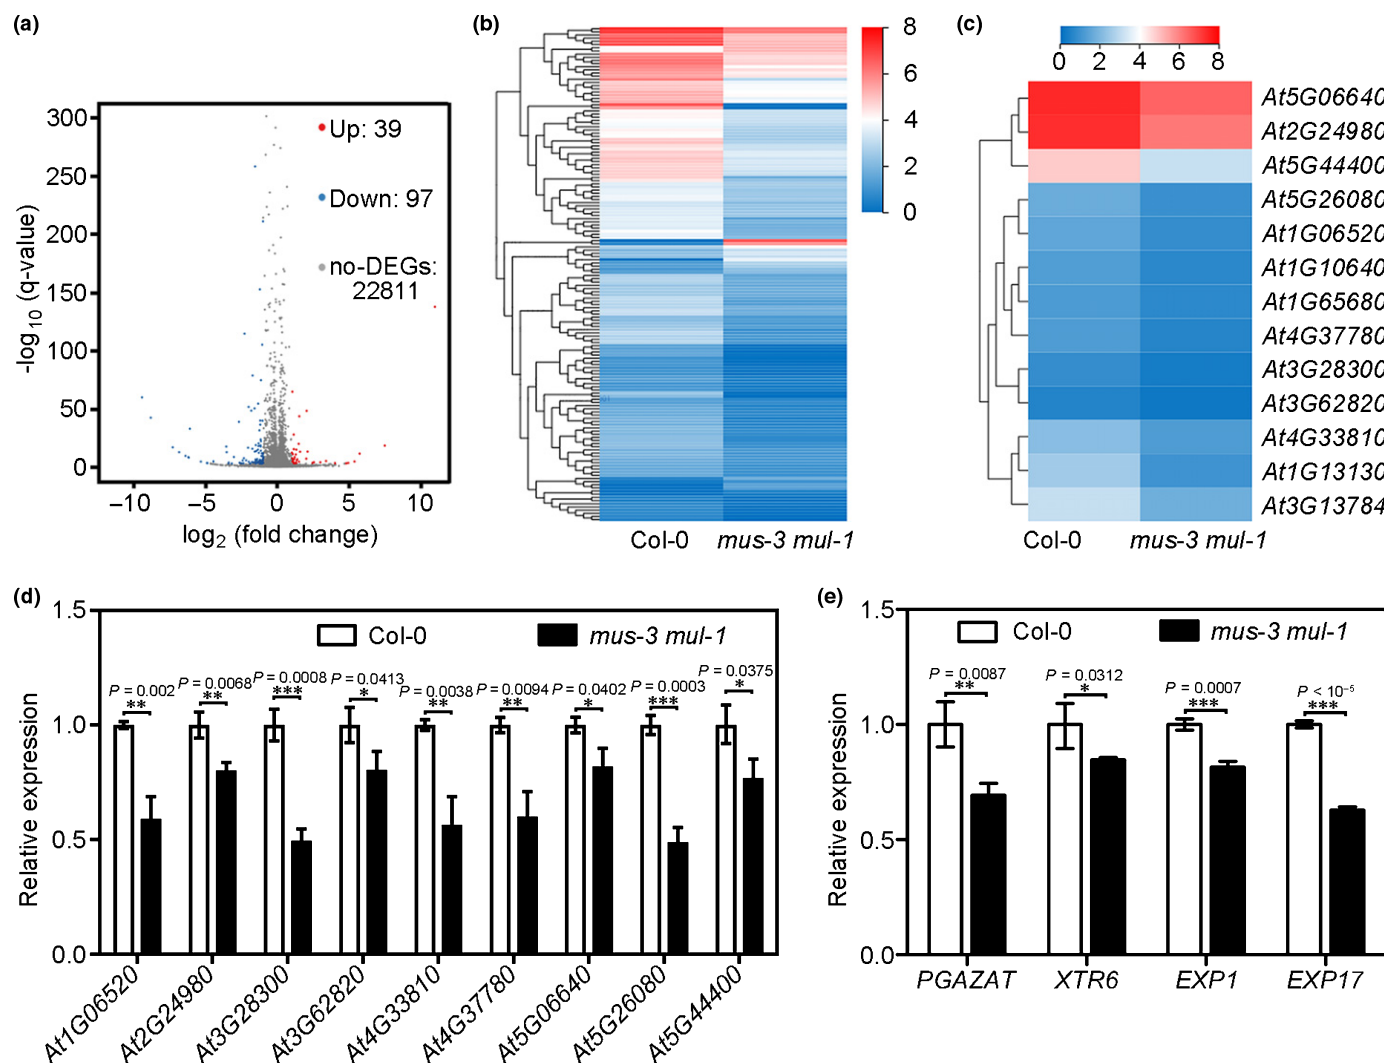 (a)
300
250
200
150
100
50
0
-log10 (q-value)
Up: 39
Down: 97
no-DEGs:
22811
−10
−5
0
5
10
log2 (fold change)
(b)
8
6
4
2
0
Col-0
mus-3 mul-1
(c)
0 2 4 6 8
At5G06640
At2G24980
At5G44400
At5G26080
At1G06520
At1G10640
At1G65680
At4G37780
At3G28300
At3G62820
At4G33810
At1G13130
At3G13784
Col-0
mus-3 mul-1
(d)
1.5
1.0
0.5
0.0
Relative expression
Col-0
mus-3 mul-1
P = 0.002
**
P = 0.0068
**
P = 0.0008
***
P = 0.0413
*
P = 0.0038
**
P = 0.0094
**
P = 0.0402
*
P = 0.0003
***
P = 0.0375
*
At1G06520
At2G24980
At3G28300
At3G62820
At4G33810
At4G37780
At5G06640
At5G26080
At5G44400
(e)
1.5
1.0
0.5
0.0
Relative expression
Col-0
mus-3 mul-1
P = 0.0087
**
P = 0.0312
*
P = 0.0007
***
P < 10−5
***
PGAZAT
XTR6
EXP1
EXP17